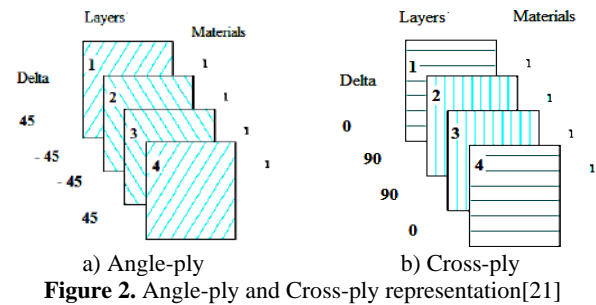 Layers
Materials
Delta
1
2
3
4
45
- 45
- 45
45
1
1
1
1
a) Angle-ply
Layers
Materials
Delta
1
2
3
4
0
90
90
0
1
1
1
1
b) Cross-ply
Figure 2. Angle-ply and Cross-ply representation[21]